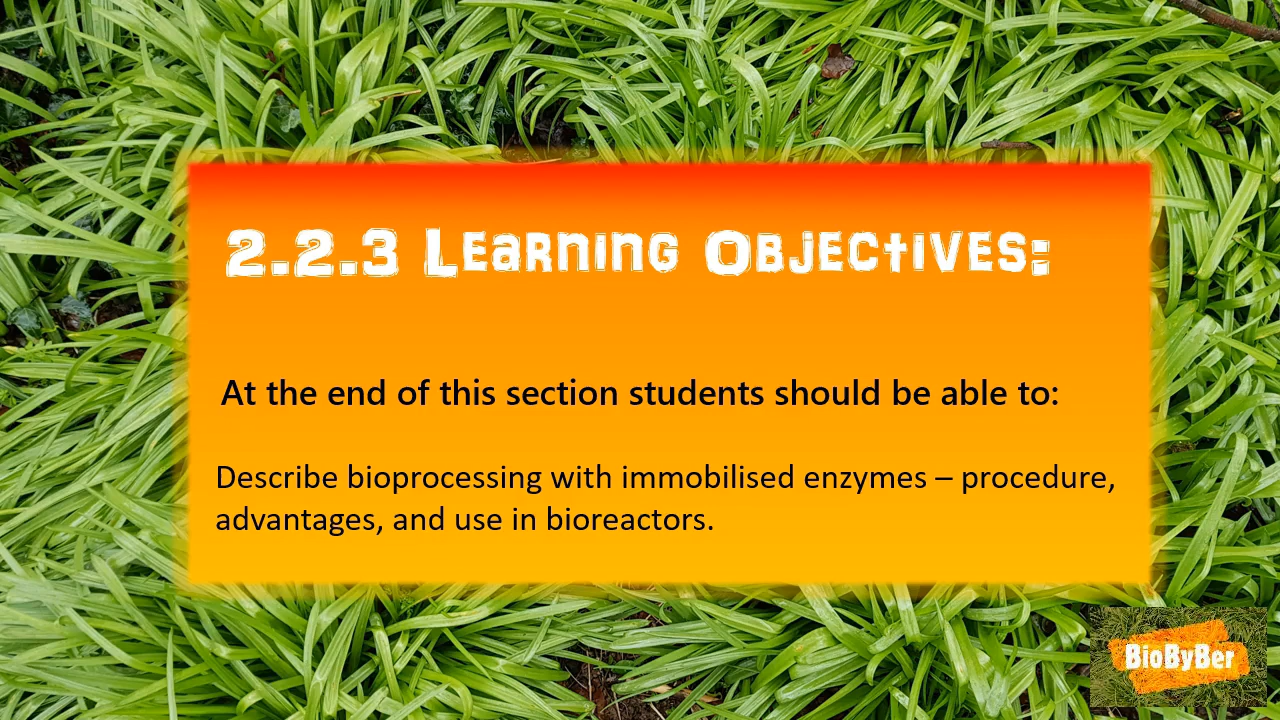 2.2.3 Learning Objectives:
At the end of this section students should be able to:
Describe bioprocessing with immobilised enzymes – procedure,
advantages, and use in bioreactors.
BioByBer